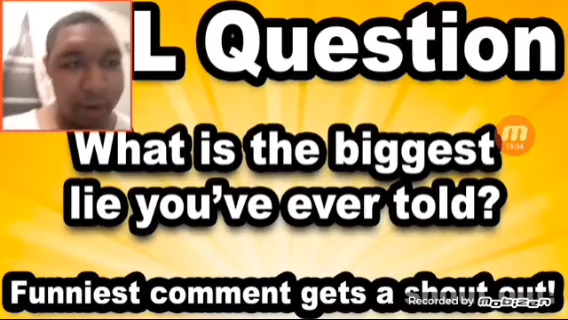 L Question
What is the biggest
lie you've ever told?
15:34
Funniest comment gets a shout out!
Recorded by
Mobizen